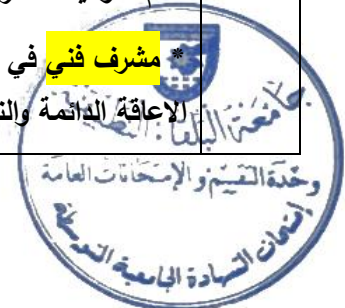 * مشرف فني في
الاعاقة الدائمة والن
جامعة البلقاء التطبيقية
وحدة التقييم والإمتحانات العامة
إمتحان الشهادة الجامعية المتوسطة